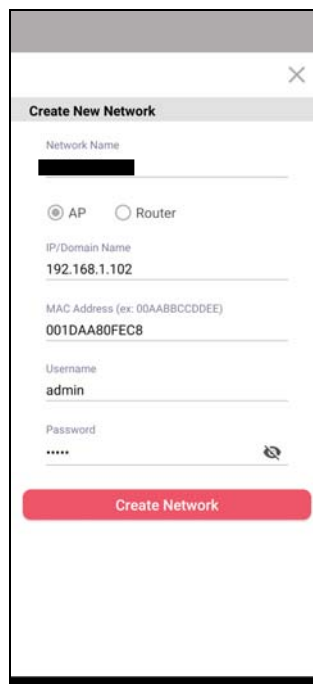 Create New Network
Network Name
AP Router
IP/Domain Name
192.168.1.102
MAC Address (ex: 00AABBCCDDEE)
001DAA80FEC8
Username
admin
Password
•••••
Create Network